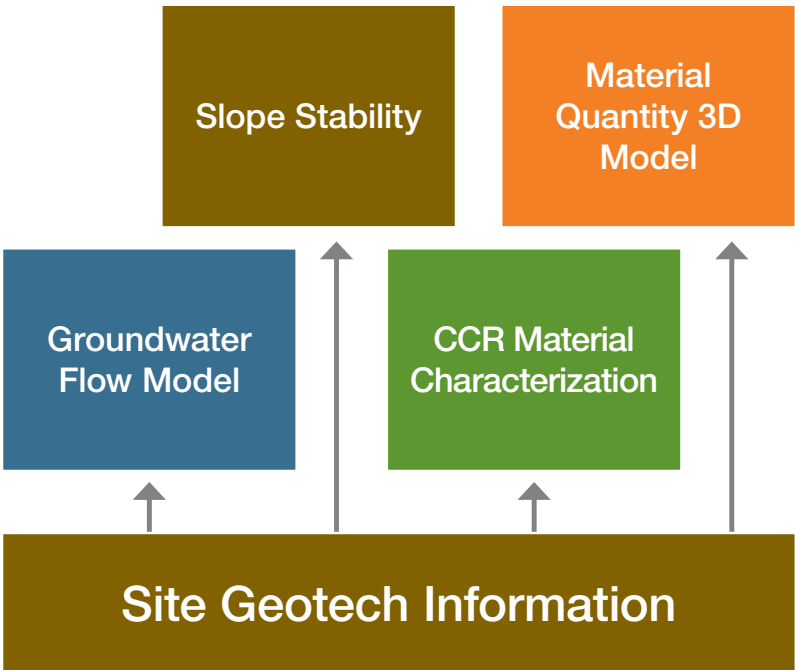 Slope Stability
Material
Quantity 3D
Model
Groundwater
Flow Model
CCR Material
Characterization
Site Geotech Information